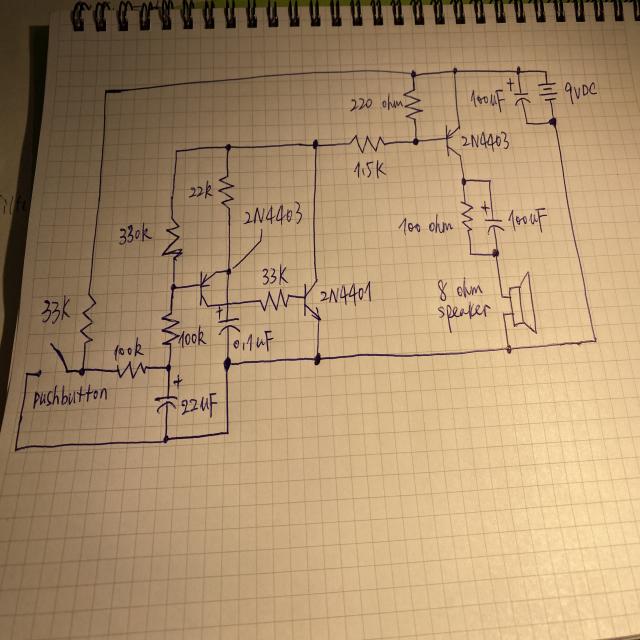 220 ohm
100uF
+
9VDC
2N4403
1.5K
22k
2N4403
330k
100 ohm
+
100uF
33K
2N4401
8 ohm
speaker
33K
100k
+
0.1uF
100k
pushbutton
+
22uF